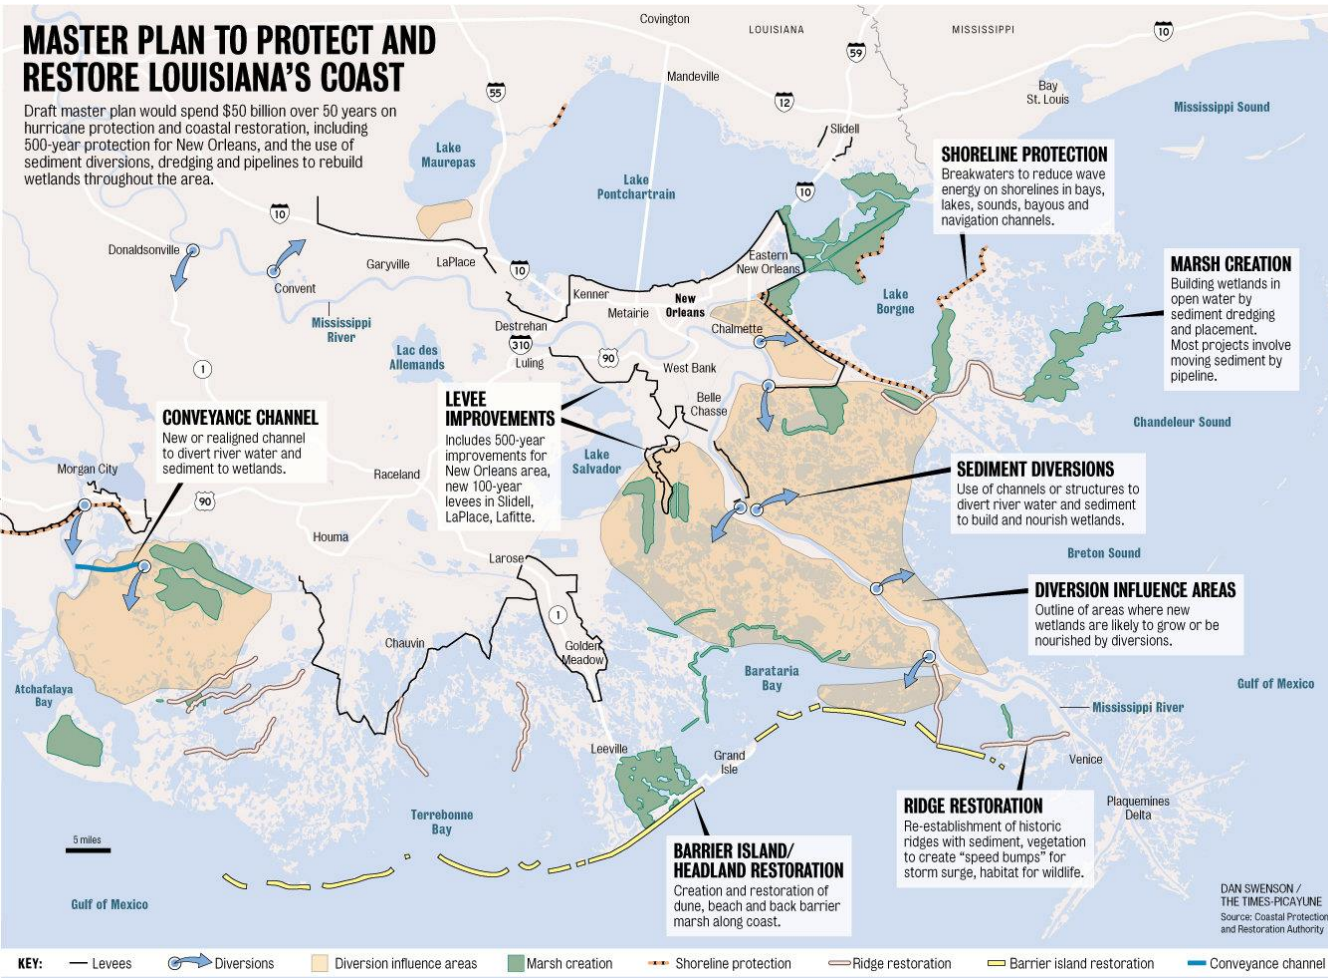 MASTER PLAN TO PROTECT AND
RESTORE LOUISIANA'S COAST
Draft master plan would spend $50 billion over 50 years on
hurricane protection and coastal restoration, including
500-year protection for New Orleans, and the use of
sediment diversions, dredging and pipelines to rebuild
wetlands throughout the area.
Covington
LOUISIANA
MISSISSIPPI
10
59
Mandeville
55
12
Bay
St. Louis
Mississippi Sound
Slidell
Lake
Maurepas
Lake
Pontchartrain
10
SHORELINE PROTECTION
Breakwaters to reduce wave
energy on shorelines in bays,
lakes, sounds, bayous and
navigation channels.
10
Donaldsonville
Convent
Garyville
LaPlace
10
Eastern
New Orleans
Kenner
New
Orleans
Metairie
Lake
Borgne
MARSH CREATION
Building wetlands in
open water by
sediment dredging
and placement.
Most projects involve
moving sediment by
pipeline.
Mississippi
River
Destrehan
310
Luling
90
Chalmette
Lac des
Allemands
1
West Bank
Belle
Chasse
CONVEYANCE CHANNEL
New or realigned channel
to divert river water and
sediment to wetlands.
LEVEE
IMPROVEMENTS
Includes 500-year
improvements for
New Orleans area,
new 100-year
levees in Slidell,
LaPlace, Lafitte.
Chandeleur Sound
Lake
Salvador
Morgan City
90
Raceland
SEDIMENT DIVERSIONS
Use of channels or structures to
divert river water and sediment
to build and nourish wetlands.
Houma
Larose
Breton Sound
DIVERSION INFLUENCE AREAS
Outline of areas where new
wetlands are likely to grow or be
nourished by diversions.
1
Chauvin
Golden
Meadow
Barataria
Bay
Atchafalaya
Bay
Gulf of Mexico
Mississippi River
Leeville
Grand
Isle
Venice
Plaquemines
Delta
RIDGE RESTORATION
Re-establishment of historic
ridges with sediment, vegetation
to create “speed bumps” for
storm surge, habitat for wildlife.
Terrebonne
Bay
5 miles
BARRIER ISLAND/
HEADLAND RESTORATION
Creation and restoration of
dune, beach and back barrier
marsh along coast.
Gulf of Mexico
DAN SWENSON /
THE TIMES-PICAYUNE
Source: Coastal Protection
and Restoration Authority
KEY: Levees Diversions Diversion influence areas Marsh creation Shoreline protection Ridge restoration Barrier island restoration Conveyance channel